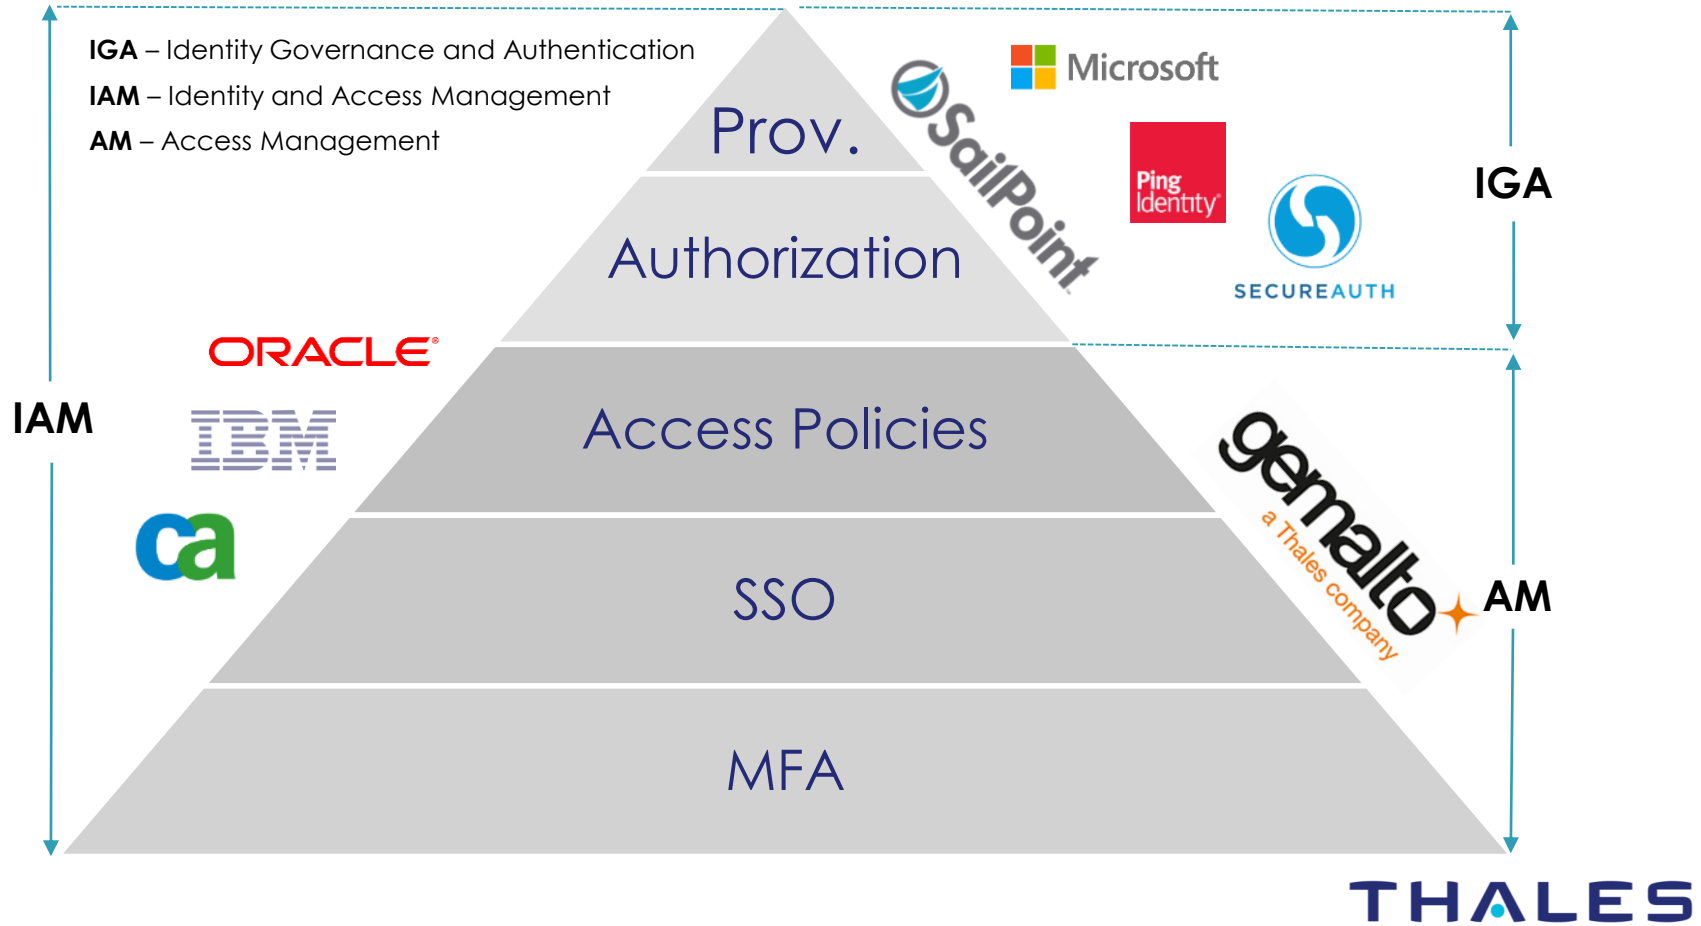 IGA – Identity Governance and Authentication
IAM – Identity and Access Management
AM – Access Management
Prov.
Authorization
Access Policies
SSO
MFA
IAM
ORACLE®
IBM
ca
SailPoint™
Microsoft
Ping
Identity®
SECUREAUTH
IGA
gemalto
a Thales company
AM
THALES